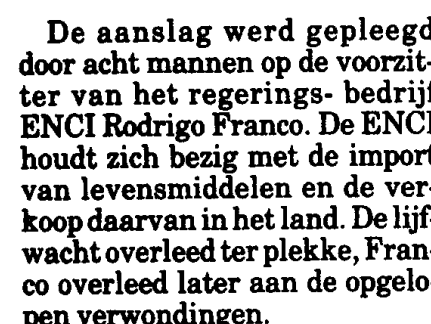 De aanslag werd gepleegd
door acht mannen op de voorzit-
ter van het regerings- bedrijf
ENCI Rodrigo Franco. De ENCI
houdt zich bezig met de import
van levensmiddelen en de ver-
koop daarvan in het land. De lijf-
wacht overleed ter plekke, Fran-
co overleed later aan de opgelo-
pen verwondingen.